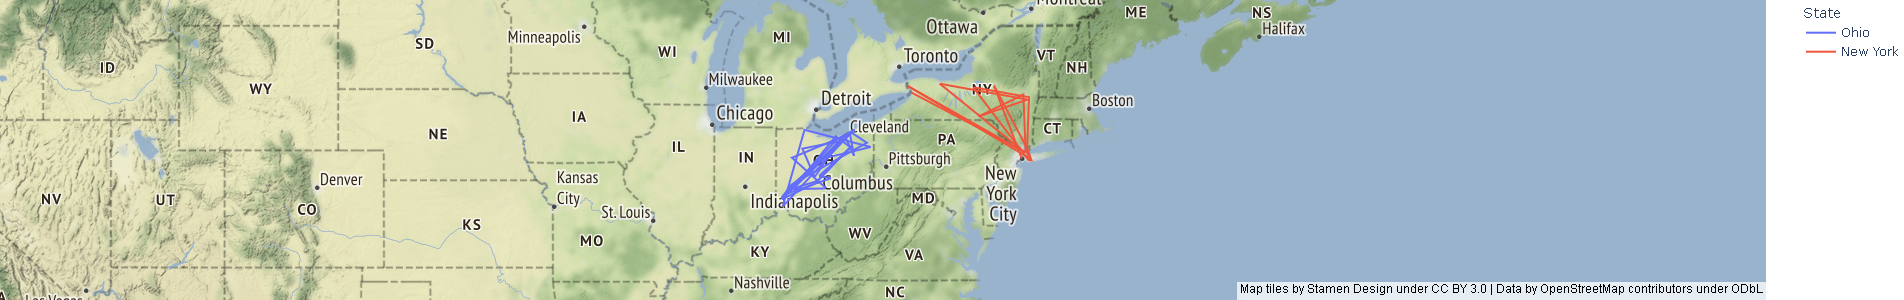 Montreal
Ottawa
ME
NS
Halifax
SD
Minneapolis
WI
MI
Toronto
VT
NH
ID
WY
Milwaukee
Detroit
NY
Boston
Chicago
IA
NE
IL
IN
Cleveland
PA
CT
OH
Pittsburgh
NV
UT
Denver
CO
Kansas
City
St. Louis
Indianapolis
Columbus
New
York
City
MD
KS
MO
KY
WV
VA
Nashville
NC
Las Vegas
State
Ohio
New York
Map tiles by Stamen Design under CC BY 3.0 | Data by OpenStreetMap contributors under ODbL